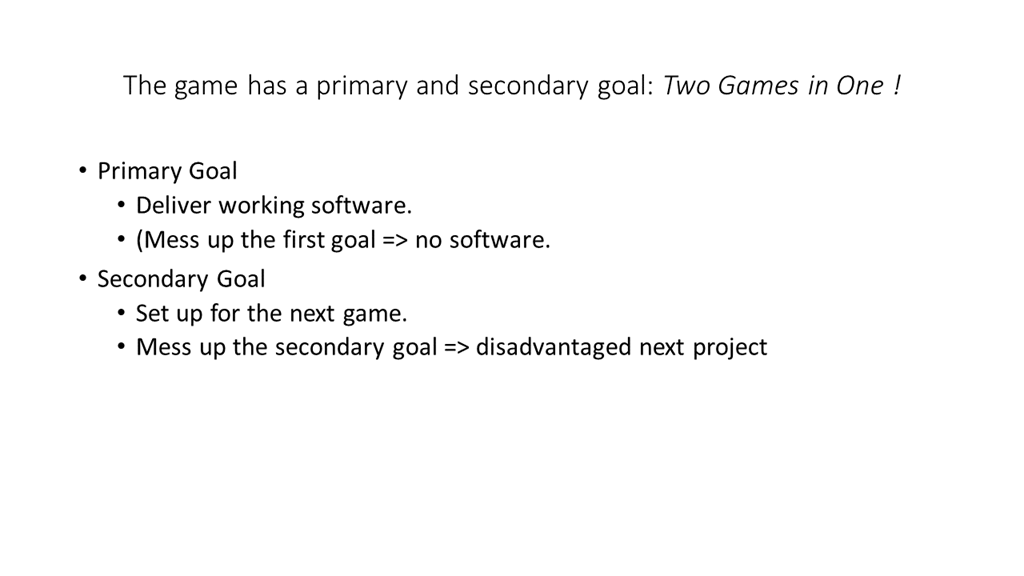 The game has a primary and secondary goal: Two Games in One !
• Primary Goal
• Deliver working software.
• (Mess up the first goal => no software.
• Secondary Goal
• Set up for the next game.
• Mess up the secondary goal => disadvantaged next project